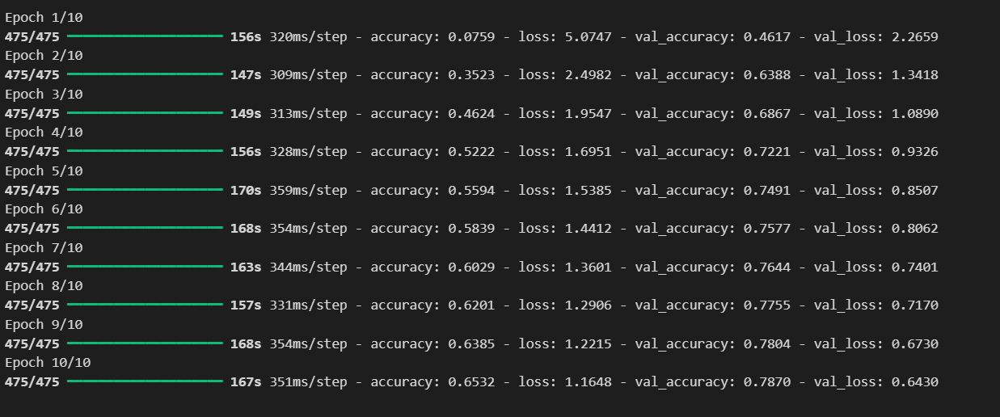 Epoch 1/10
475/475 ━━━━━━━━━━━━━━━━━━━━ 156s 320ms/step - accuracy: 0.0759 - loss: 5.0747 - val_accuracy: 0.4617 - val_loss: 2.2659
Epoch 2/10
475/475 ━━━━━━━━━━━━━━━━━━━━ 147s 309ms/step - accuracy: 0.3523 - loss: 2.4982 - val_accuracy: 0.6388 - val_loss: 1.3418
Epoch 3/10
475/475 ━━━━━━━━━━━━━━━━━━━━ 149s 313ms/step - accuracy: 0.4624 - loss: 1.9547 - val_accuracy: 0.6867 - val_loss: 1.0890
Epoch 4/10
475/475 ━━━━━━━━━━━━━━━━━━━━ 156s 328ms/step - accuracy: 0.5222 - loss: 1.6951 - val_accuracy: 0.7221 - val_loss: 0.9326
Epoch 5/10
475/475 ━━━━━━━━━━━━━━━━━━━━ 170s 359ms/step - accuracy: 0.5594 - loss: 1.5385 - val_accuracy: 0.7491 - val_loss: 0.8507
Epoch 6/10
475/475 ━━━━━━━━━━━━━━━━━━━━ 168s 354ms/step - accuracy: 0.5839 - loss: 1.4412 - val_accuracy: 0.7577 - val_loss: 0.8062
Epoch 7/10
475/475 ━━━━━━━━━━━━━━━━━━━━ 163s 344ms/step - accuracy: 0.6029 - loss: 1.3601 - val_accuracy: 0.7644 - val_loss: 0.7401
Epoch 8/10
475/475 ━━━━━━━━━━━━━━━━━━━━ 157s 331ms/step - accuracy: 0.6201 - loss: 1.2906 - val_accuracy: 0.7755 - val_loss: 0.7170
Epoch 9/10
475/475 ━━━━━━━━━━━━━━━━━━━━ 168s 354ms/step - accuracy: 0.6385 - loss: 1.2215 - val_accuracy: 0.7804 - val_loss: 0.6730
Epoch 10/10
475/475 ━━━━━━━━━━━━━━━━━━━━ 167s 351ms/step - accuracy: 0.6532 - loss: 1.1648 - val_accuracy: 0.7870 - val_loss: 0.6430